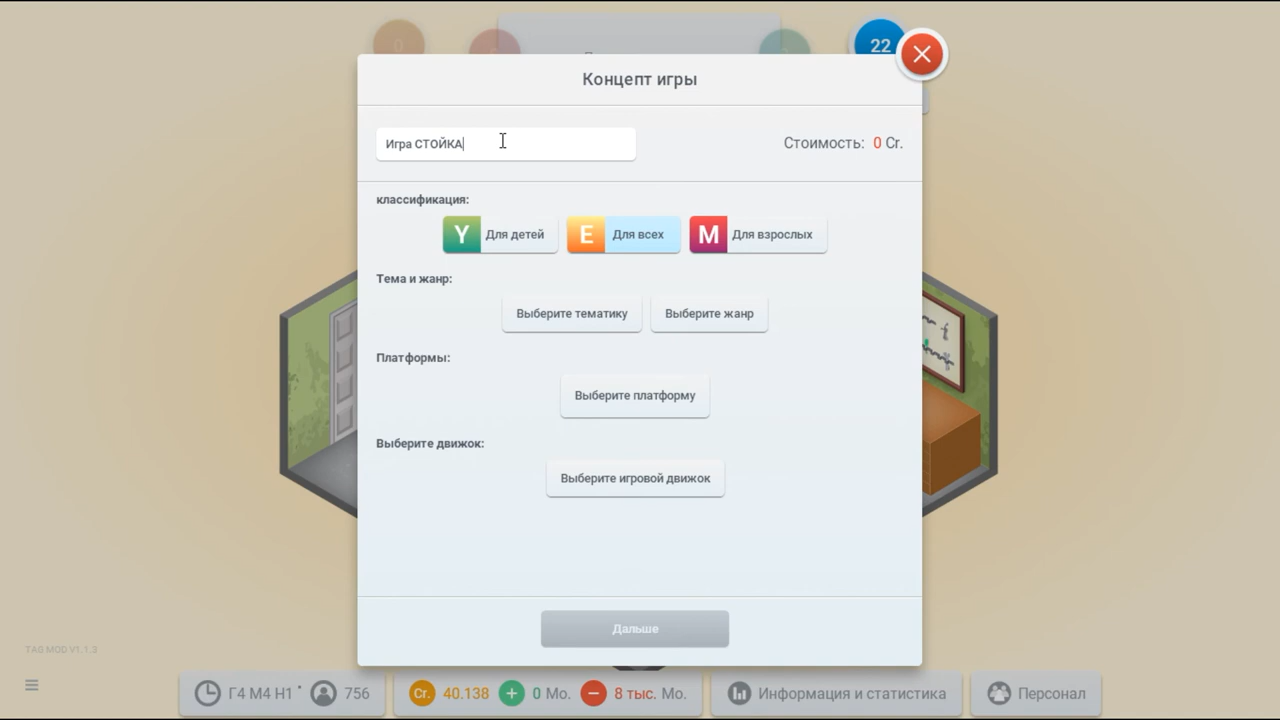 22
Концепт игры
Игра СТОЙКА
Стоимость: 0 Cr.
классификация:
Y Для детей E Для всех M Для взрослых
Тема и жанр:
Выберите тематику Выберите жанр
Платформы:
Выберите платформу
Выберите движок:
Выберите игровой движок
Дальше
TAG MOD V1.1.3
Г4 М4 Н1 756 Cr. 40.138 0 Мо. 8 тыс. Мо. Информация и статистика Персонал